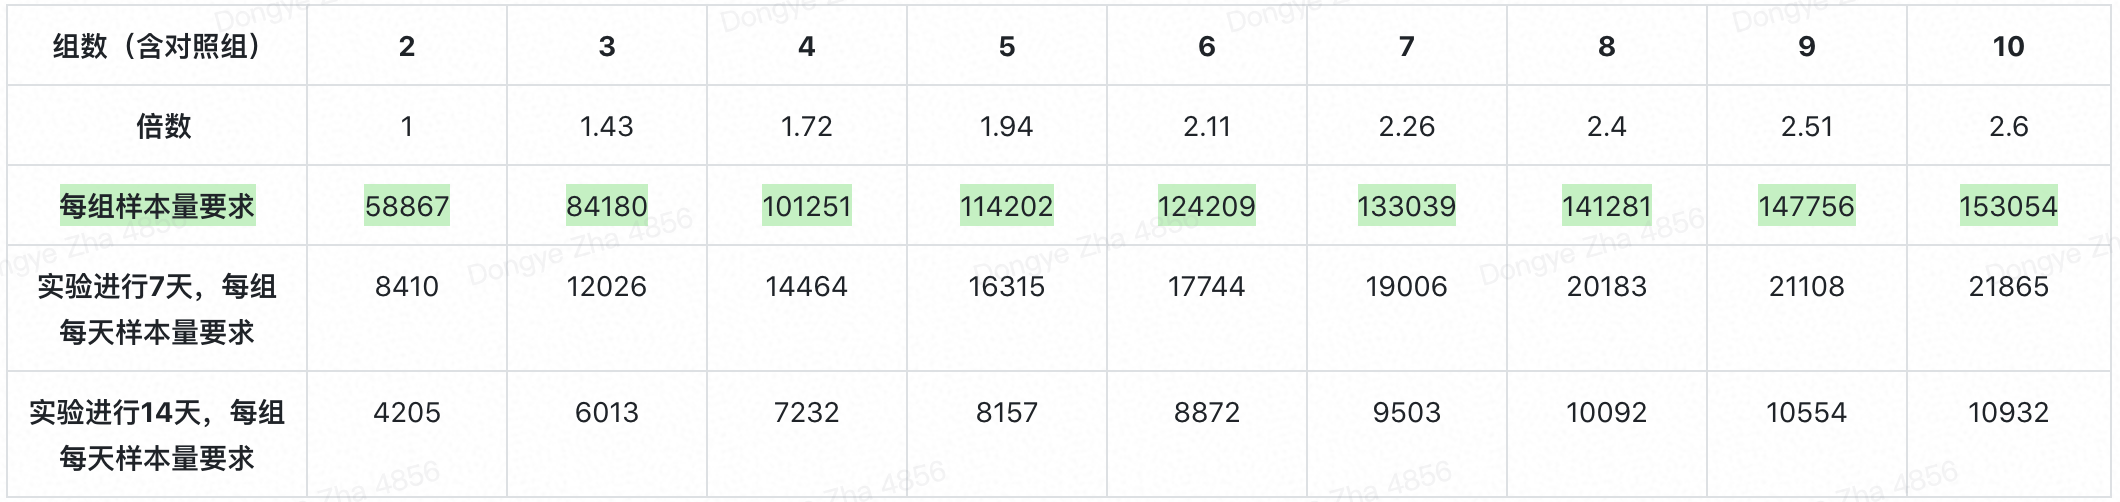 组数（含对照组） 2 3 4 5 6 7 8 9 10
倍数 1 1.43 1.72 1.94 2.11 2.26 2.4 2.51 2.6
每组样本量要求 58867 84180 101251 114202 124209 133039 141281 147756 153054
实验进行7天，每组 8410 12026 14464 16315 17744 19006 20183 21108 21865
每天样本量要求
实验进行14天，每组 4205 6013 7232 8157 8872 9503 10092 10554 10932
每天样本量要求
Dongye Zha 4856